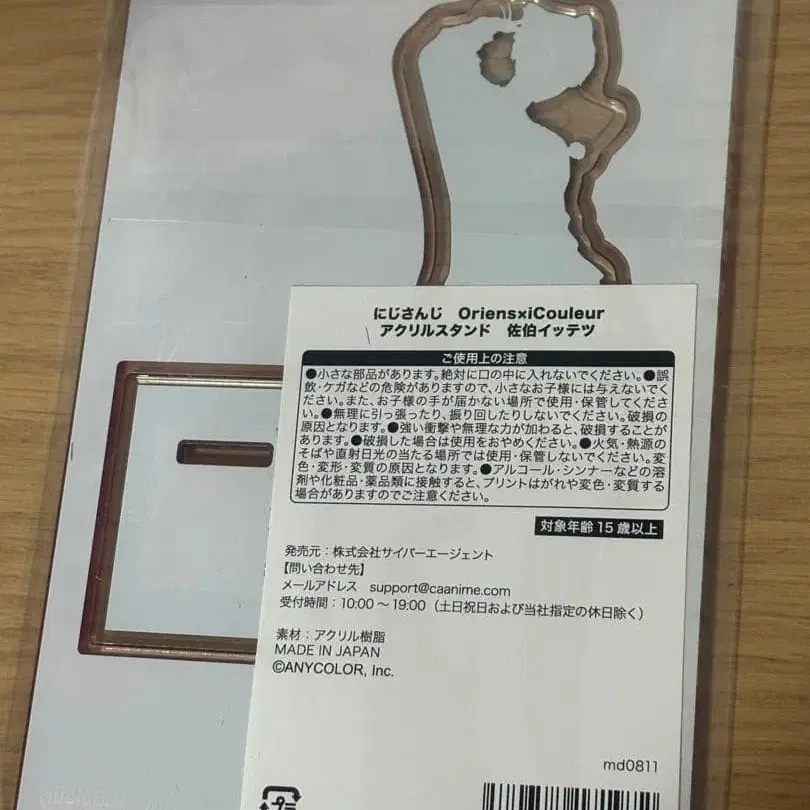 にじさんじ　Oriens×iCouleur
アクリルスタンド　佐伯イッテツ
ご使用上の注意
●小さな部品があります。絶対に口の中に入れないでください。●誤
飲・ケガなどの危険がありますので、小さなお子様には与えないでく
ださい。また、お子様の手が届かない場所で使用・保管してくださ
い。●無理に引っ張ったり、振り回したりしないでください。破損の
原因となります。●強い衝撃や無理な力が加わると、破損することが
あります。●破損した場合は使用をおやめください。●火気・熱源の
そばや直射日光の当たる場所では使用・保管しないでください。変
色・変形・変質の原因となります。●アルコール・シンナーなどの溶
剤や化粧品・薬品類に接触すると、プリントはがれや変色・変質する
場合がありますのでご注意ください。
対象年齢15歳以上
発売元：株式会社サイバーエージェント
【問い合わせ先】
メールアドレス　support@caanime.com
受付時間：10:00～19:00（土日祝日および当社指定の休日除く）
素材：アクリル樹脂
MADE IN JAPAN
©ANYCOLOR, Inc.
md0811
プ